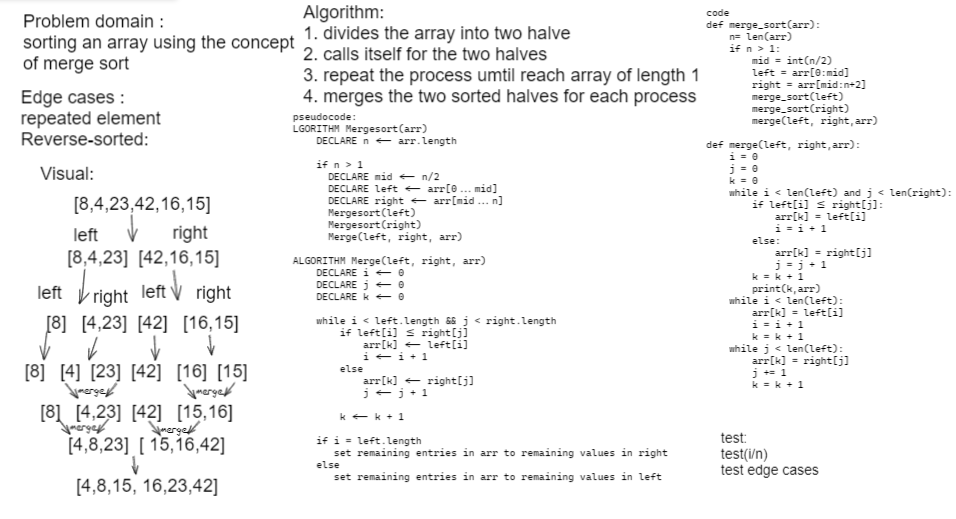 Problem domain :
sorting an array using the concept
of merge sort
Edge cases :
repeated element
Reverse-sorted:
Visual:
[8,4,23,42,16,15]
left right
[8,4,23] [42,16,15]
left right left right
[8] [4,23] [42] [16,15]
[8] [4] [23] [42] [16] [15]
merge merge
[8] [4,23] [42] [15,16]
merge merge
[4,8,23] [ 15,16,42]
[4,8,15, 16,23,42]
Algorithm:
1. divides the array into two halve
2. calls itself for the two halves
3. repeat the process umtil reach array of length 1
4. merges the two sorted halves for each process
pseudocode:
LGORITHM Mergesort(arr)
DECLARE n ← arr.length
if n > 1
DECLARE mid ← n/2
DECLARE left ← arr[0 ... mid]
DECLARE right ← arr[mid ... n]
Mergesort(left)
Mergesort(right)
Merge(left, right, arr)
ALGORITHM Merge(left, right, arr)
DECLARE i ← 0
DECLARE j ← 0
DECLARE k ← 0
while i < left.length && j < right.length
if left[i] ≤ right[j]
arr[k] ← left[i]
i ← i + 1
else
arr[k] ← right[j]
j ← j + 1
k ← k + 1
if i = left.length
set remaining entries in arr to remaining values in right
else
set remaining entries in arr to remaining values in left
code
def merge_sort(arr):
n= len(arr)
if n > 1:
mid = int(n/2)
left = arr[0:mid]
right = arr[mid:n+2]
merge_sort(left)
merge_sort(right)
merge(left, right,arr)
def merge(left, right,arr):
i = 0
j = 0
k = 0
while i < len(left) and j < len(right):
if left[i] ≤ right[j]:
arr[k] = left[i]
i = i + 1
else:
arr[k] = right[j]
j = j + 1
k = k + 1
print(k,arr)
while i < len(left):
arr[k] = left[i]
i = i + 1
k = k + 1
while j < len(left):
arr[k] = right[j]
j += 1
k = k + 1
test:
test(i/n)
test edge cases